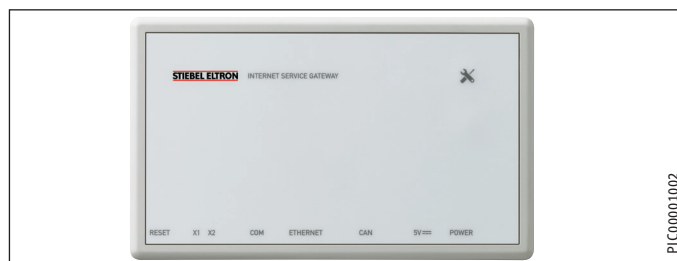 STIEBEL ELTRON INTERNET SERVICE GATEWAY
RESET X1 X2 COM ETHERNET CAN 5V POWER
PIC00001002